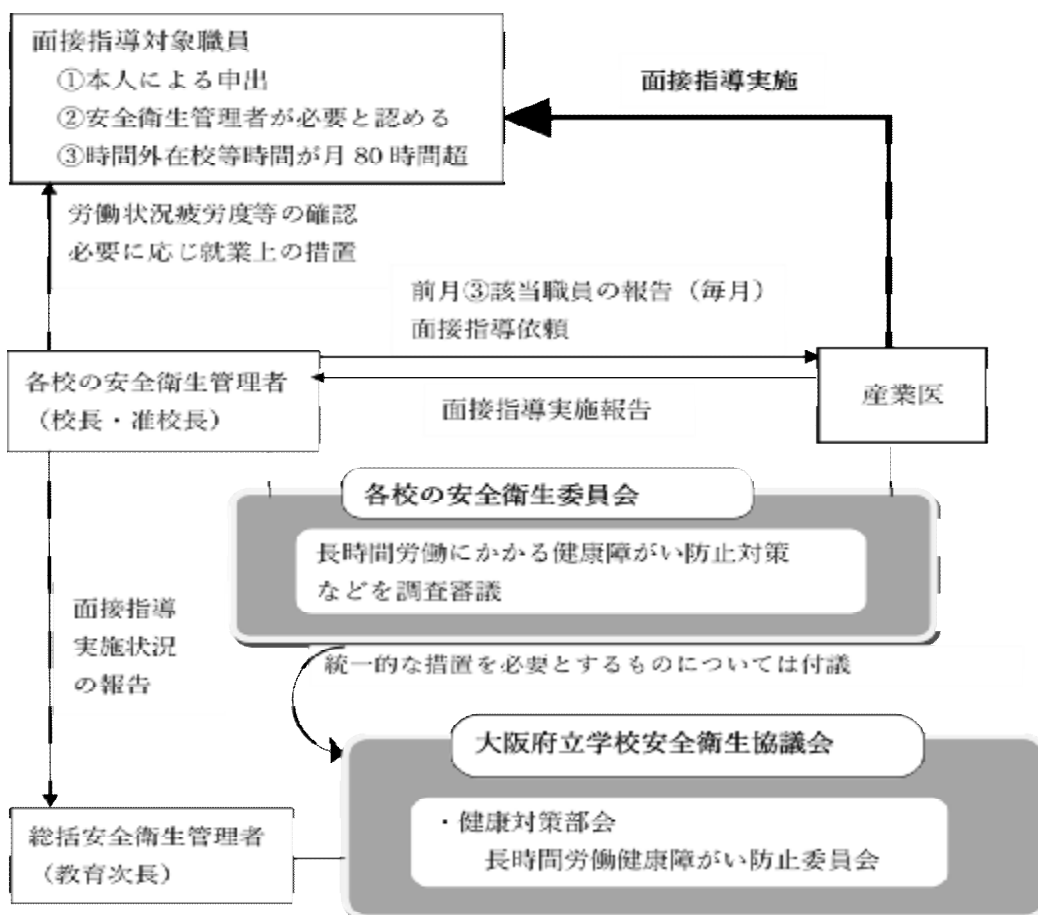 面接指導対象職員
①本人による申出
②安全衛生管理者が必要と認める
③時間外在校等時間が月80時間超
面接指導実施
労働状況疲労度等の確認
必要に応じ就業上の措置
前月③該当職員の報告(毎月)
面接指導依頼
各校の安全衛生管理者
(校長・准校長)
産業医
面接指導実施報告
各校の安全衛生委員会
長時間労働にかかる健康障がい防止対策
などを調査審議
面接指導
実施状況
の報告
統一的な措置を必要とするものについては付議
大阪府立学校安全衛生協議会
・健康対策部会
長時間労働健康障がい防止委員会
総括安全衛生管理者
(教育次長)